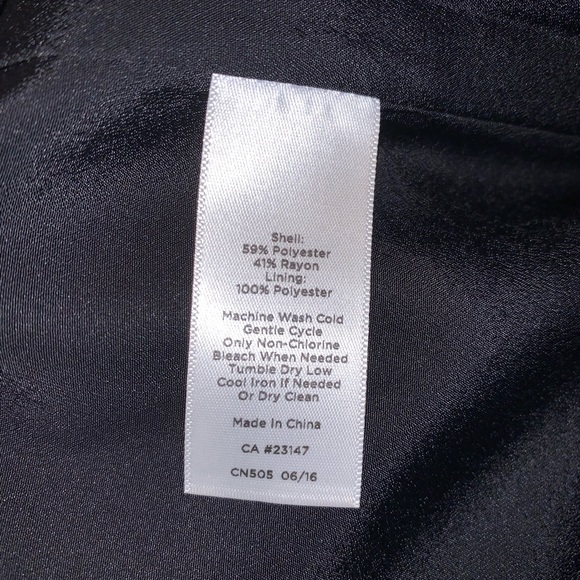 Shell:
59% Polyester
41% Rayon
Lining:
100% Polyester
Machine Wash Cold
Gentle Cycle
Only Non-Chlorine
Bleach When Needed
Tumble Dry Low
Cool Iron If Needed
Or Dry Clean
Made In China
CA #23147
CN505 06/16